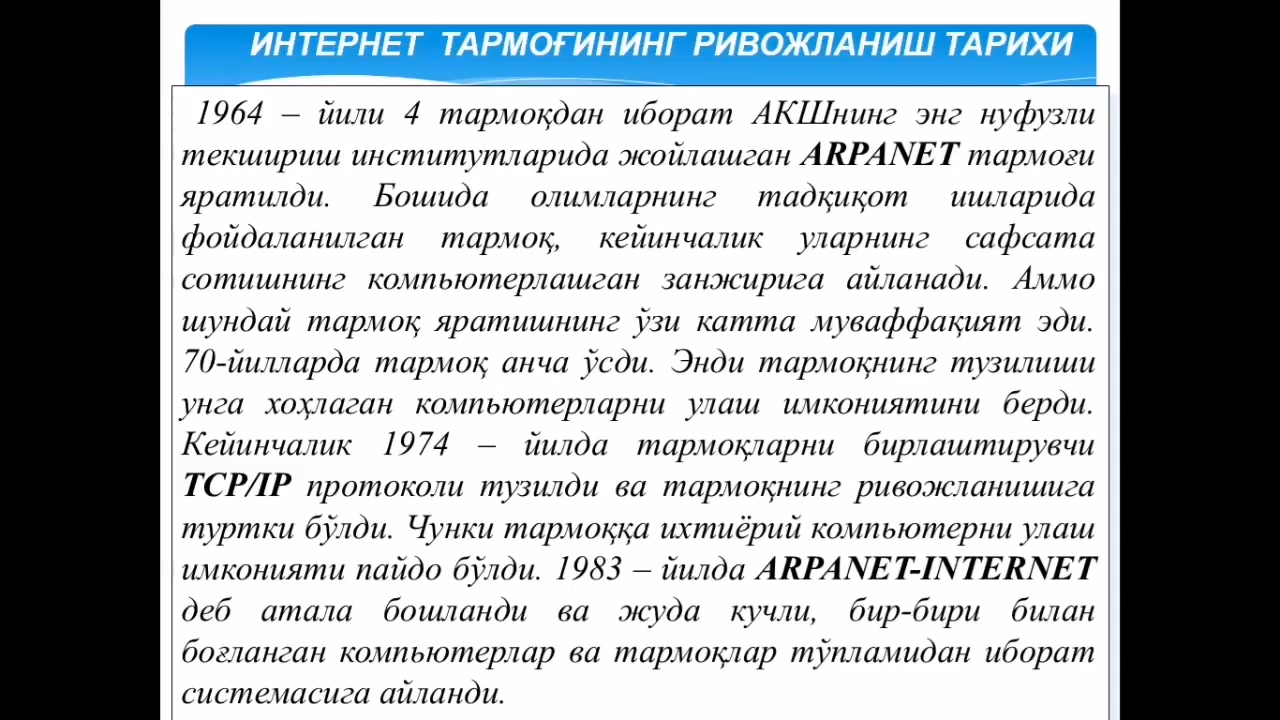 ИНТЕРНЕТ ТАРМОҒИНИНГ РИВОЖЛАНИШ ТАРИХИ
1964 – йили 4 тармоқдан иборат АКШнинг энг нуфузли
текшириш институтларида жойлашган ARPANET тармоғи
яратилди. Бошида олимларнинг тадқиқот ишларида
фойдаланилган тармоқ, кейинчалик уларнинг сафсата
сотишнинг компьютерлашган занжирига айланади. Аммо
шундай тармоқ яратишнинг ўзи катта муваффақият эди.
70-йилларда тармоқ анча ўсди. Энди тармоқнинг тузилиши
унга хоҳлаган компьютерларни улаш имкониятини берди.
Кейинчалик 1974 – йилда тармоқларни бирлаштирувчи
TCP/IP протоколи тузилди ва тармоқнинг ривожланишига
туртки бўлди. Чунки тармоққа ихтиёрий компьютерни улаш
имконияти пайдо бўлди. 1983 – йилда ARPANET-INTERNET
деб атала бошланди ва жуда кучли, бир-бири билан
боғланган компьютерлар ва тармоқлар тўпламидан иборат
системасига айланди.